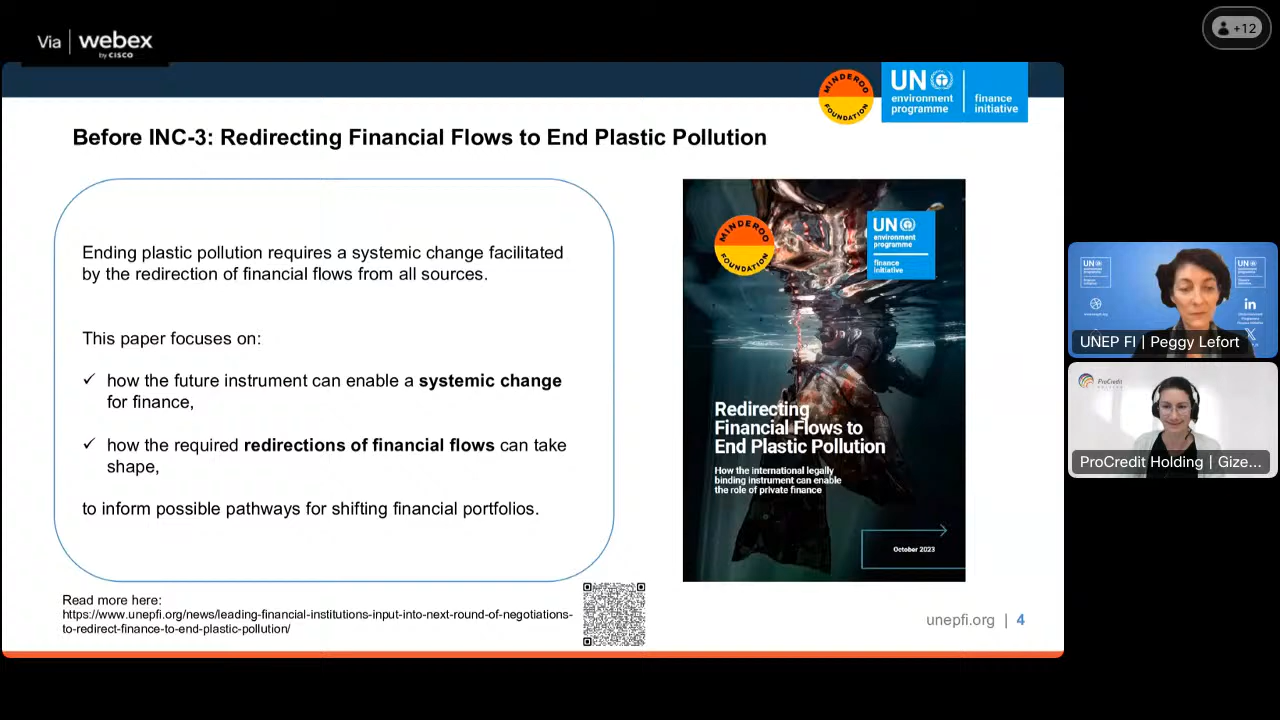 Via webex
by CISCO
+12
MINDEROO
FOUNDATION
UN
environment
programme
finance
initiative
Before INC-3: Redirecting Financial Flows to End Plastic Pollution
Ending plastic pollution requires a systemic change facilitated
by the redirection of financial flows from all sources.
This paper focuses on:
✓ how the future instrument can enable a systemic change
for finance,
✓ how the required redirections of financial flows can take
shape,
to inform possible pathways for shifting financial portfolios.
Read more here:
https://www.unepfi.org/news/leading-financial-institutions-input-into-next-round-of-negotiations-
to-redirect-finance-to-end-plastic-pollution/
MINDEROO
FOUNDATION
UN
environment
programme
finance
initiative
Redirecting
Financial Flows to
End Plastic Pollution
How the international legally
binding instrument can enable
the role of private finance
October 2023
unepfi.org | 4
UN
UN
in
UNEP FI | Peggy Lefort
ProCredit
ProCredit Holding | Gize...